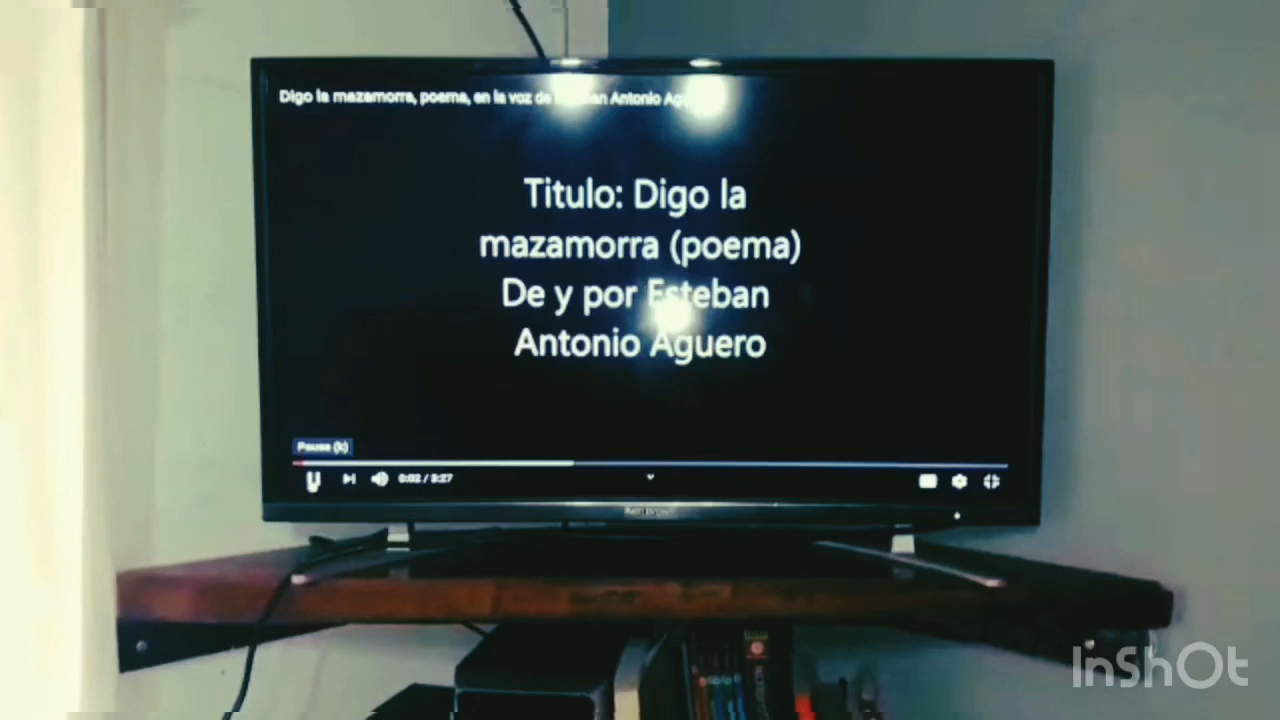 Digo la mazamorra, poema, en la voz de Antonio
Titulo: Digo la
mazamorra (poema)
De y por Esteban
Antonio Aguero
Pausa (k)
0:02 / 3:27
InShOt